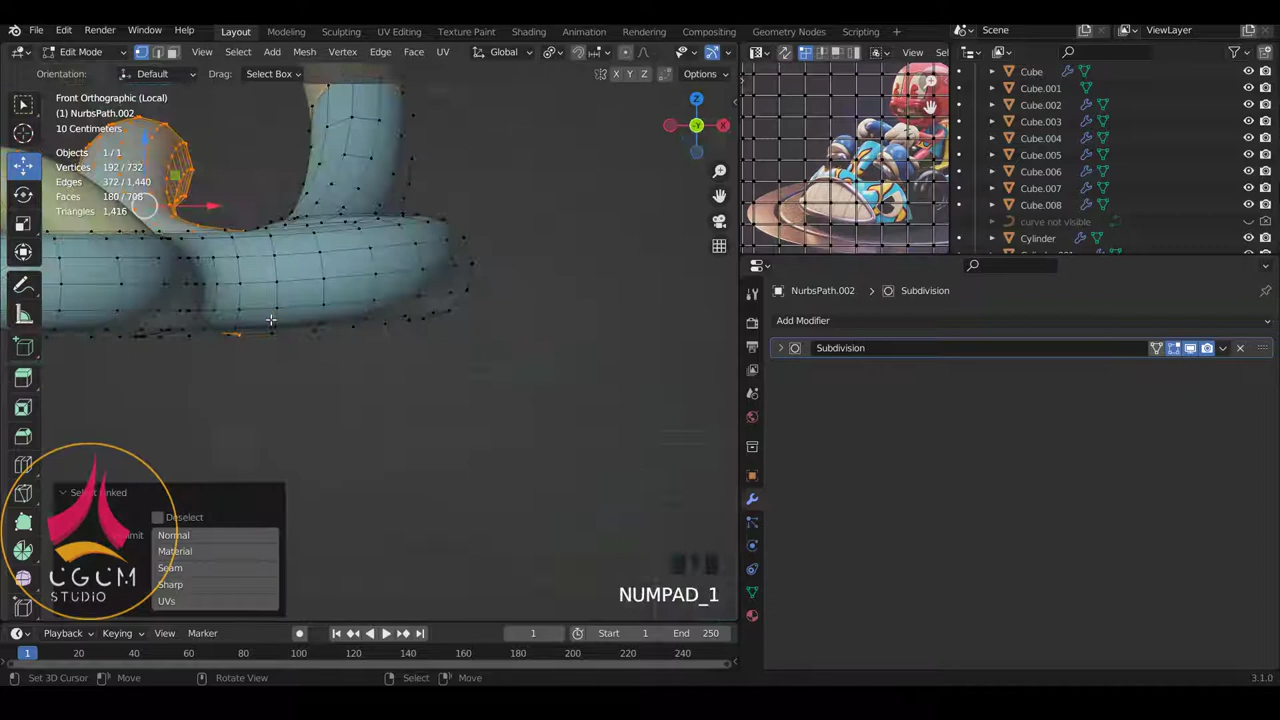 File Edit Render Window Help
Layout Modeling Sculpting UV Editing Texture Paint Shading Animation Rendering Compositing Geometry Nodes Scripting
Scene
ViewLayer
Edit Mode
View Select Add Mesh Vertex Edge Face UV
Global
View
Orientation: Default Drag: Select Box
X Y Z
Options
Front Orthographic (Local)
(1) NurbsPath.002
10 Centimeters
Objects 1 / 1
Vertices 192 / 732
Edges 372 / 1,440
Faces 180 / 708
Triangles 1,416
Cube
Cube.001
Cube.002
Cube.003
Cube.004
Cube.005
Cube.006
Cube.007
Cube.008
curve not visible
Cylinder
NurbsPath.002 > Subdivision
Add Modifier
Subdivision
Deselect
Normal
Material
Seam
Sharp
UVs
CGCM
STUDIO
NUMPAD_1
Playback Keying View Marker
1
Start 1
End 250
1 20 40 60 80 100 120 140 160 180 200 220 240
Set 3D Cursor Move Rotate View Select Move
3.1.0